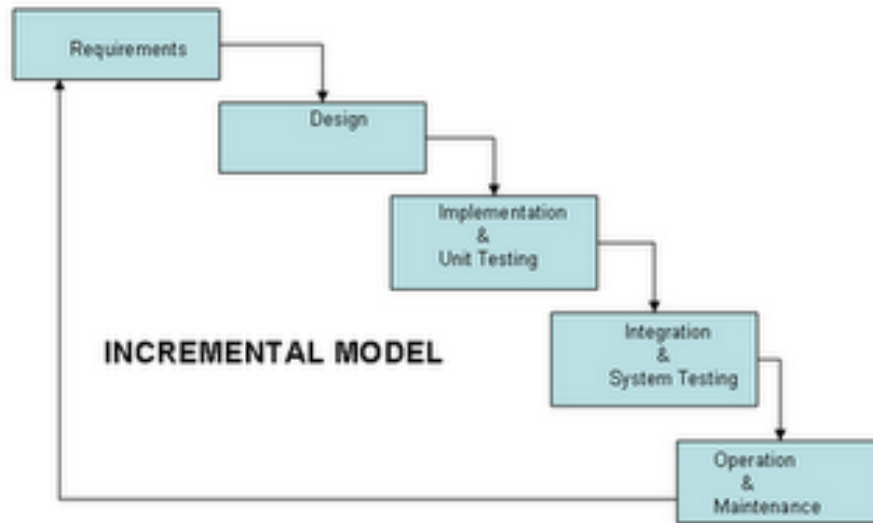 Requirements
Design
Implementation
&
Unit Testing
Integration
&
System Testing
INCREMENTAL MODEL
Operation
&
Maintenance